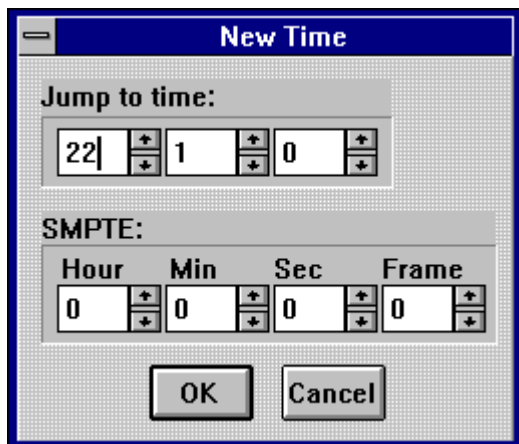 New Time
Jump to time:
22 1 0
SMPTE:
Hour Min Sec Frame
0 0 0 0
OK Cancel